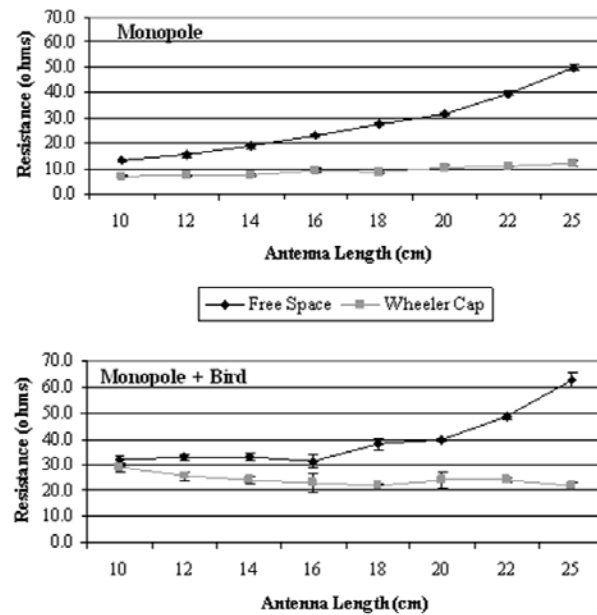 Monopole
Resistance (ohms)
70.0
60.0
50.0
40.0
30.0
20.0
10.0
0.0
10 12 14 16 18 20 22 25
Antenna Length (cm)
Free Space Wheeler Cap
Monopole + Bird
Resistance (ohms)
70.0
60.0
50.0
40.0
30.0
20.0
10.0
0.0
10 12 14 16 18 20 22 25
Antenna Length (cm)